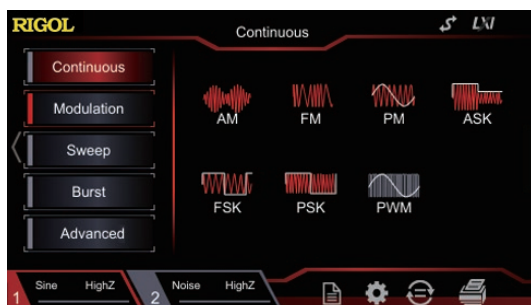 RIGOL
Continuous
LXI
Continuous
Modulation
Sweep
Burst
Advanced
AM
FM
PM
ASK
FSK
PSK
PWM
1 Sine HighZ
2 Noise HighZ